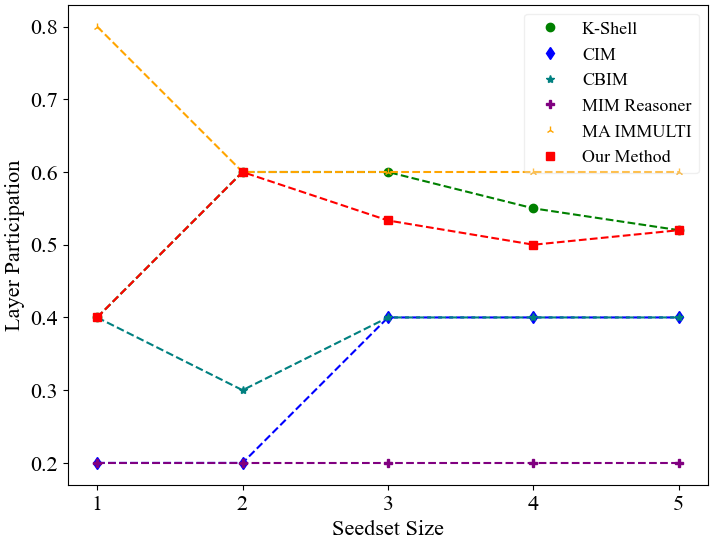 0.8
0.7
0.6
0.5
0.4
0.3
0.2
Layer Participation
K-Shell
CIM
CBIM
MIM Reasoner
MA IMMULTI
Our Method
1 2 3 4 5
Seedset Size